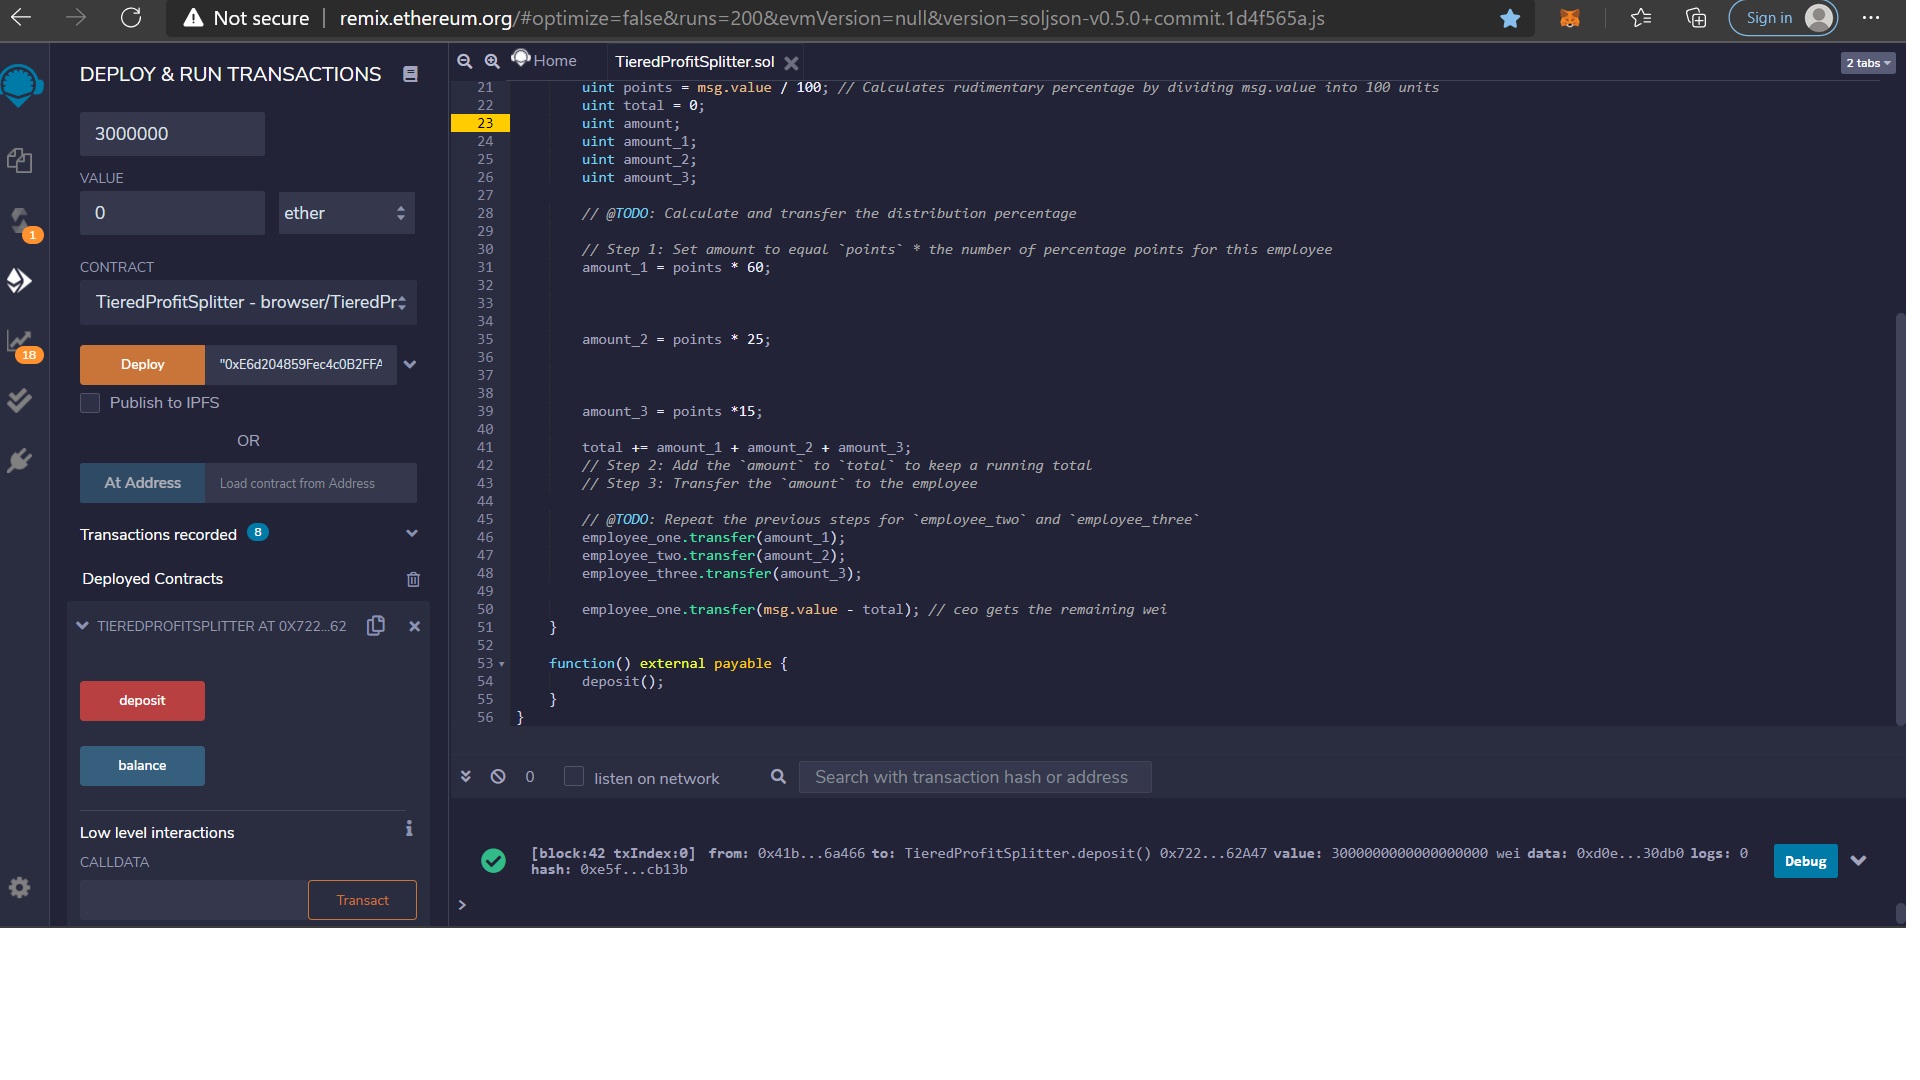 Not secure | remix.ethereum.org/#optimize=false&runs=200&evmVersion=null&version=soljson-v0.5.0+commit.1d4f565a.js
Sign in
DEPLOY & RUN TRANSACTIONS
3000000
VALUE
0
ether
CONTRACT
TieredProfitSplitter - browser/TieredPr
Deploy
"0xE6d204859Fec4c0B2FFA
Publish to IPFS
OR
At Address
Load contract from Address
Transactions recorded 8
Deployed Contracts
TIEREDPROFITSPLITTER AT 0X722...62
deposit
balance
Low level interactions
CALLDATA
Transact
1
18
Home
TieredProfitSplitter.sol
2 tabs
21 uint points = msg.value / 100; // Calculates rudimentary percentage by dividing msg.value into 100 units
22 uint total = 0;
23 uint amount;
24 uint amount_1;
25 uint amount_2;
26 uint amount_3;
27
28 // @TODO: Calculate and transfer the distribution percentage
29
30 // Step 1: Set amount to equal `points` * the number of percentage points for this employee
31 amount_1 = points * 60;
32
33
34
35 amount_2 = points * 25;
36
37
38
39 amount_3 = points *15;
40
41 total += amount_1 + amount_2 + amount_3;
42 // Step 2: Add the `amount` to `total` to keep a running total
43 // Step 3: Transfer the `amount` to the employee
44
45 // @TODO: Repeat the previous steps for `employee_two` and `employee_three`
46 employee_one.transfer(amount_1);
47 employee_two.transfer(amount_2);
48 employee_three.transfer(amount_3);
49
50 employee_one.transfer(msg.value - total); // ceo gets the remaining wei
51 }
52
53 function() external payable {
54 deposit();
55 }
56 }
0
listen on network
Search with transaction hash or address
[block:42 txIndex:0] from: 0x41b...6a466 to: TieredProfitSplitter.deposit() 0x722...62A47 value: 3000000000000000000 wei data: 0xd0e...30db0 logs: 0
hash: 0xe5f...cb13b
Debug
>